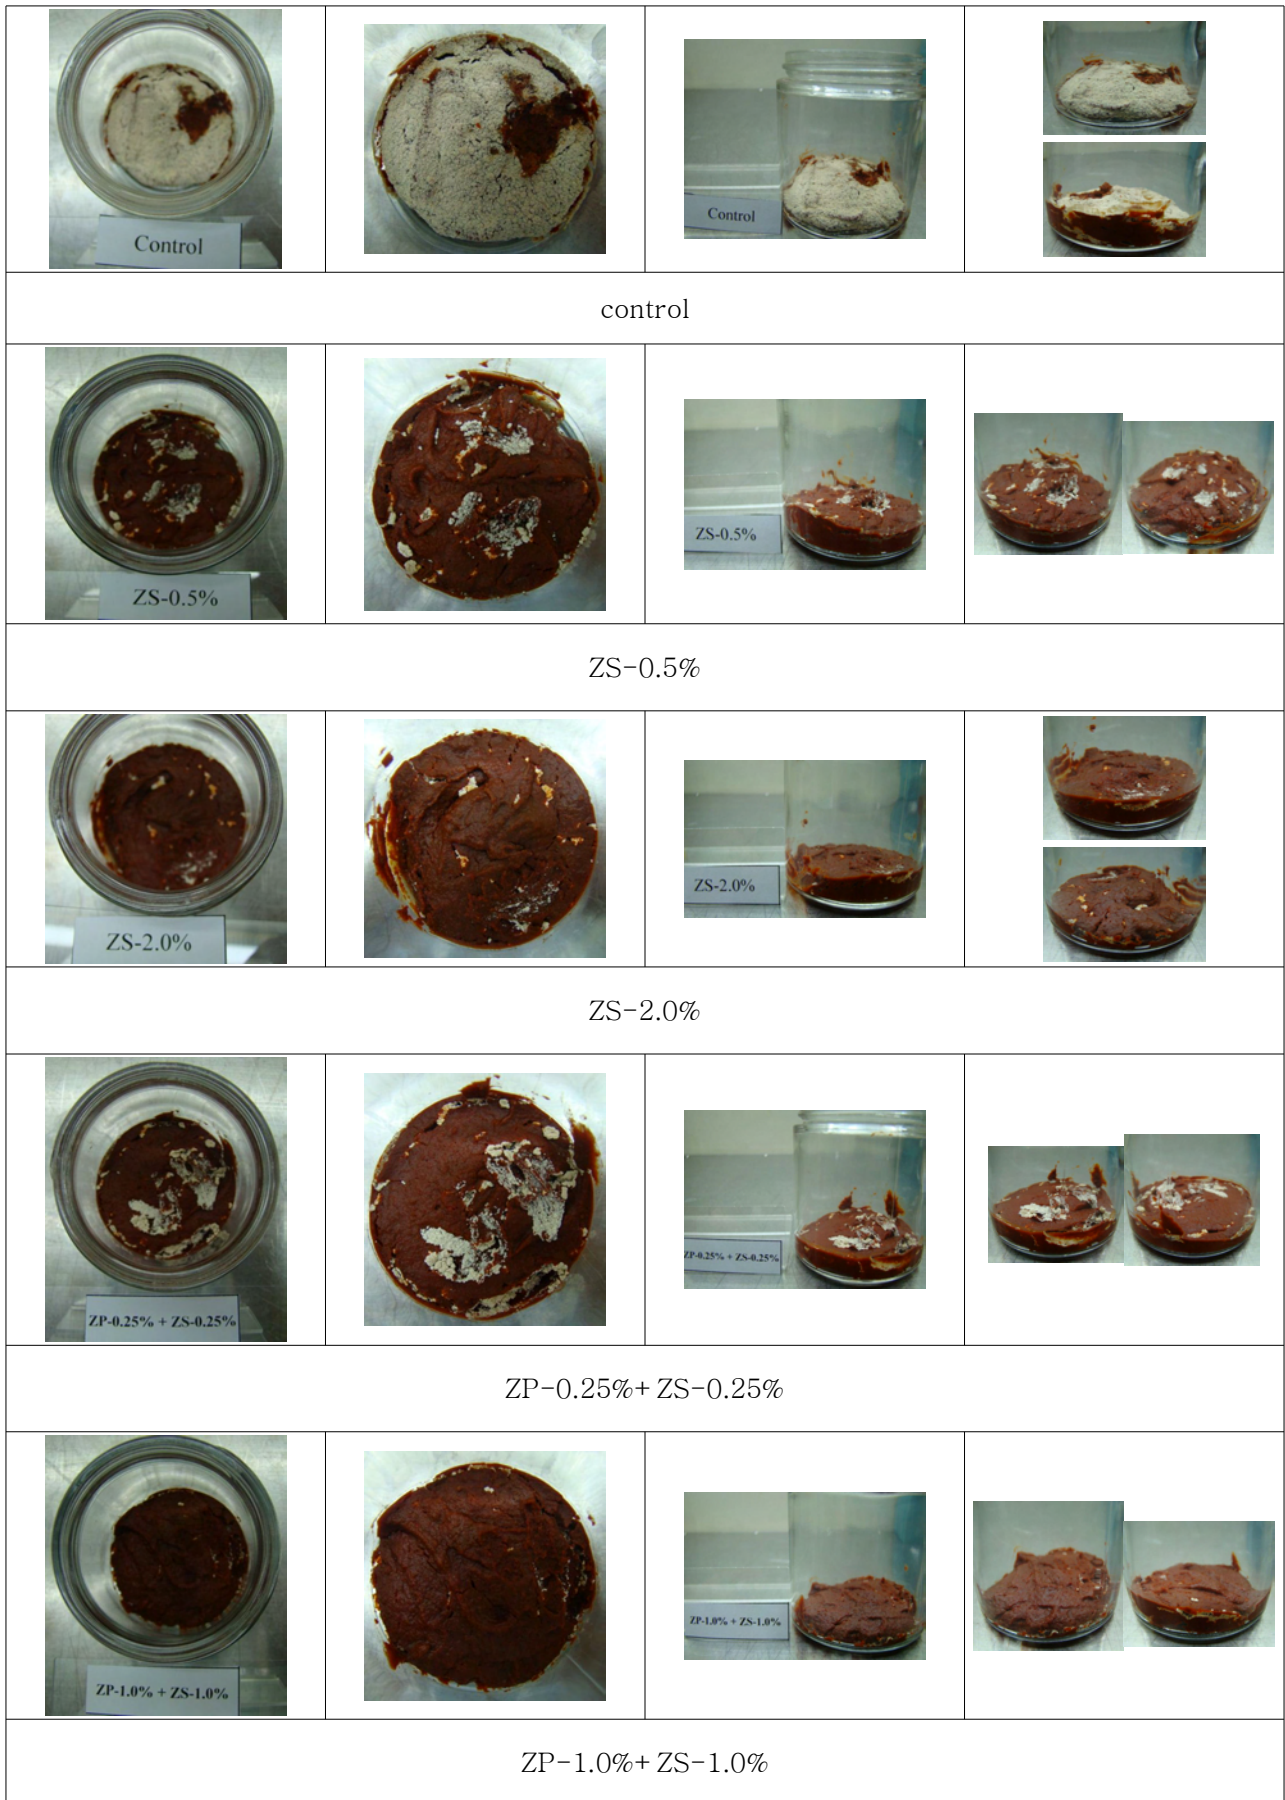 Control
Control
control
ZS-0.5%
ZS-0.5%
ZS-0.5%
ZS-2.0%
ZS-2.0%
ZS-2.0%
ZP-0.25% + ZS-0.25%
ZP-0.25% + ZS-0.25%
ZP-0.25%+ ZS-0.25%
ZP-1.0% + ZS-1.0%
ZP-1.0% + ZS-1.0%
ZP-1.0%+ ZS-1.0%